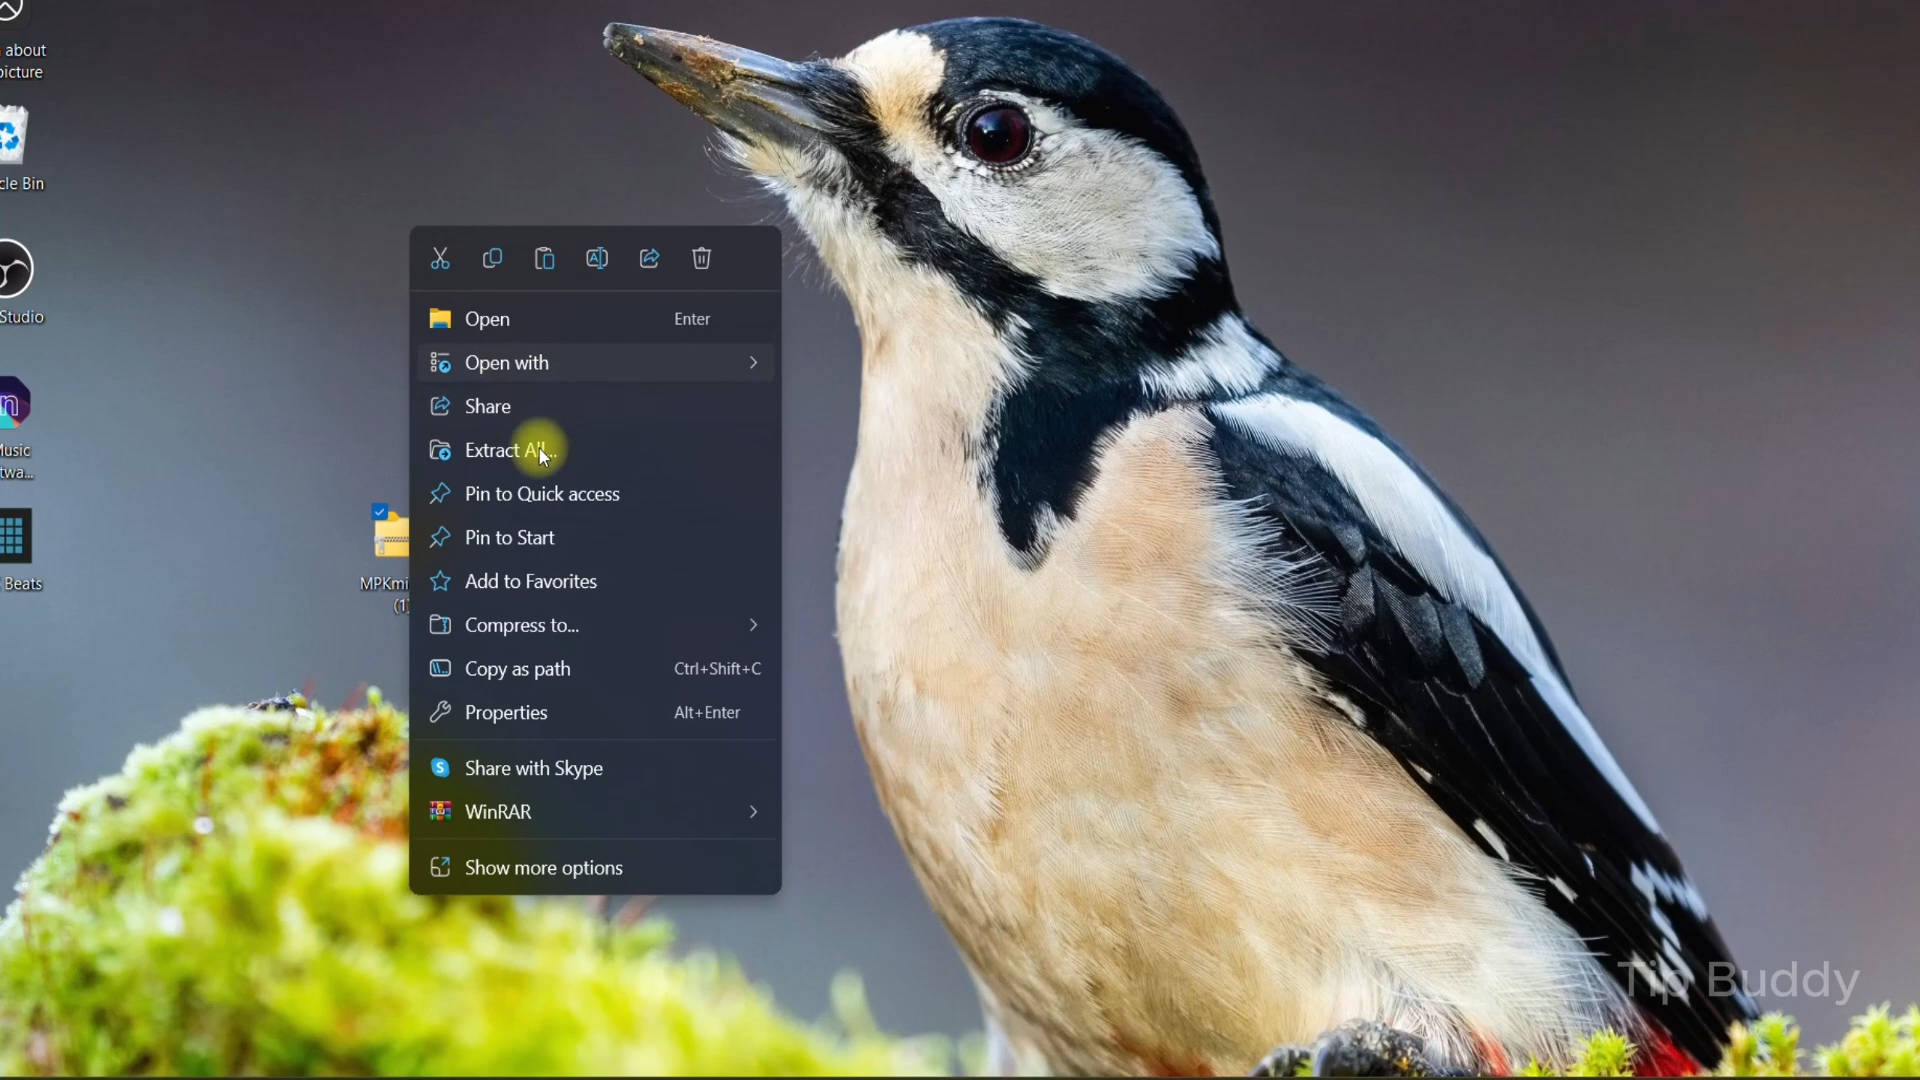 about
picture
cle Bin
Studio
Music
twa...
Beats
MPKmi
(1)
Open Enter
Open with
Share
Extract All...
Pin to Quick access
Pin to Start
Add to Favorites
Compress to...
Copy as path Ctrl+Shift+C
Properties Alt+Enter
Share with Skype
WinRAR
Show more options
Tip Buddy